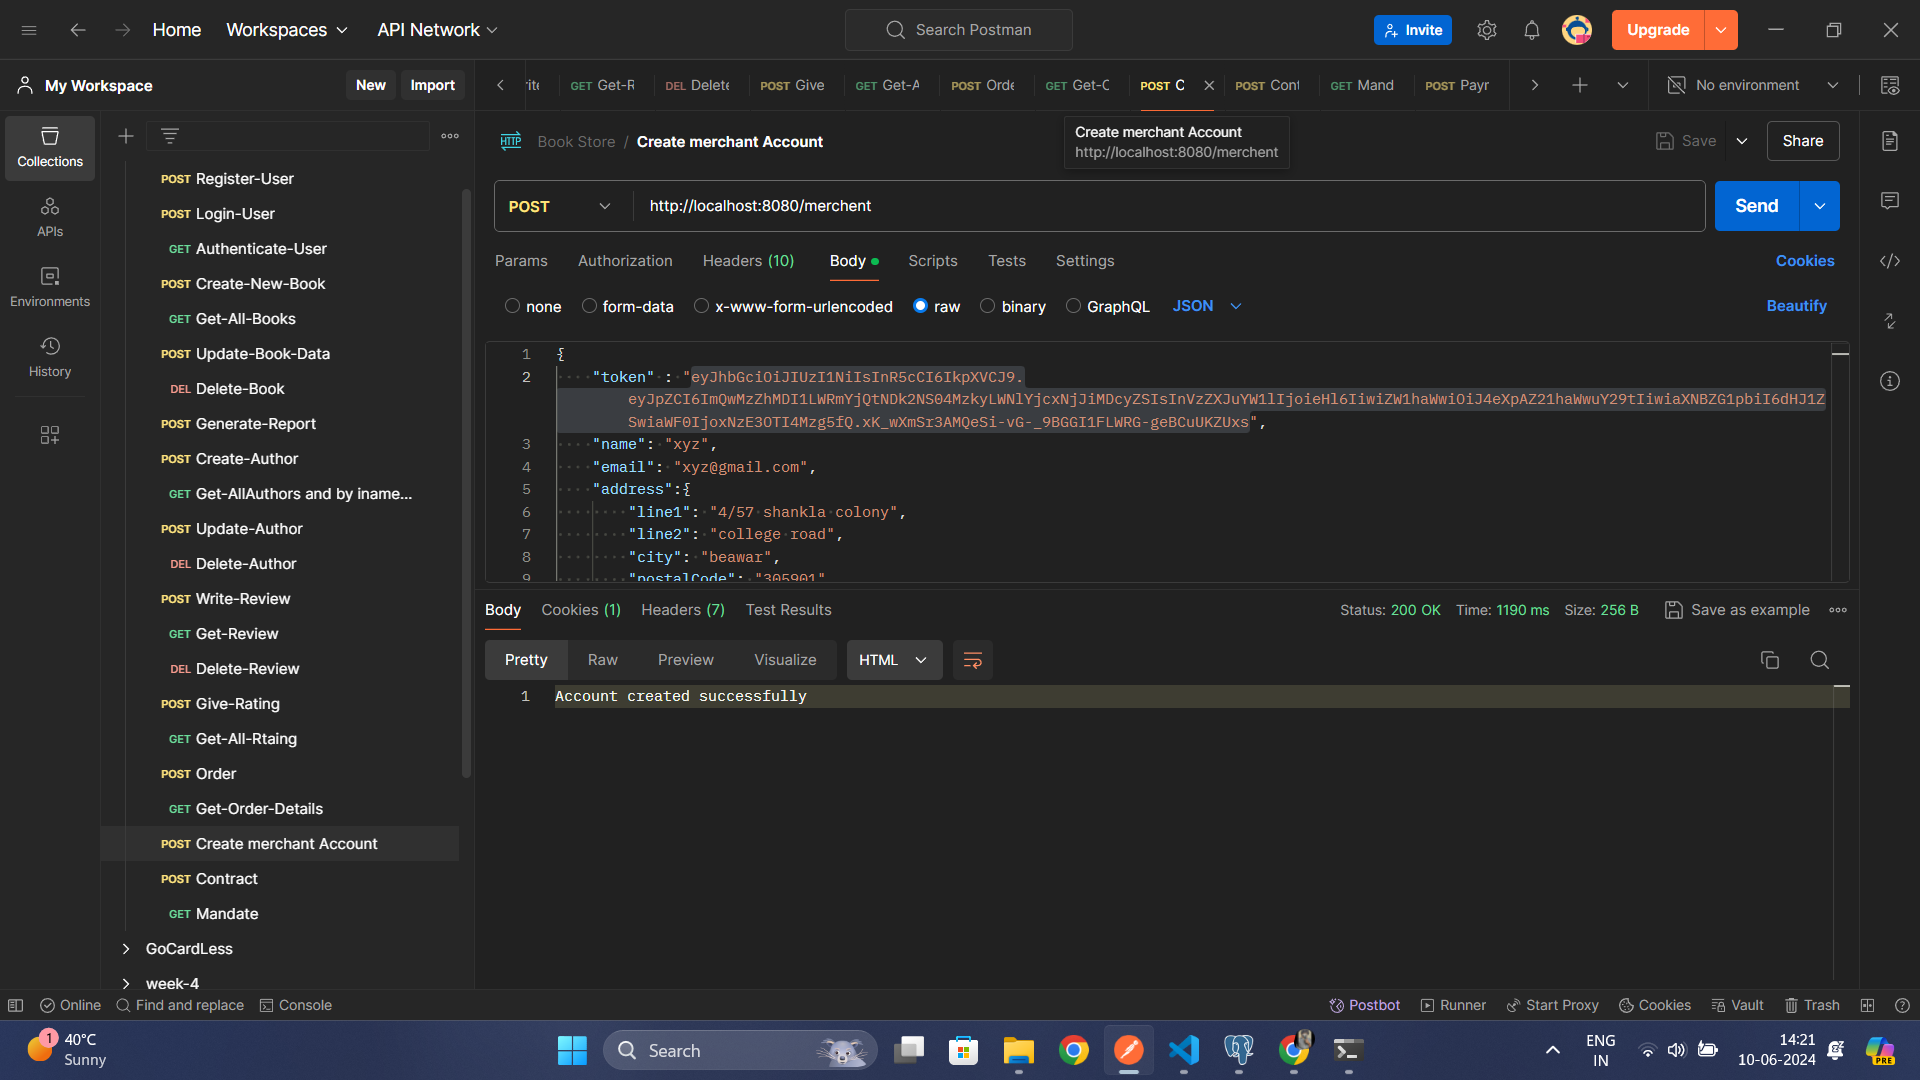 Home
Workspaces
API Network
Search Postman
Invite
Upgrade
My Workspace
New
Import
GET Get-R
DEL Delete
POST Give
GET Get-A
POST Orde
GET Get-C
POST C
POST Cont
GET Mand
POST Payr
No environment
Collections
APIs
Environments
History
POST Register-User
POST Login-User
GET Authenticate-User
POST Create-New-Book
GET Get-All-Books
POST Update-Book-Data
DEL Delete-Book
POST Generate-Report
POST Create-Author
GET Get-AllAuthors and by iname...
POST Update-Author
DEL Delete-Author
POST Write-Review
GET Get-Review
DEL Delete-Review
POST Give-Rating
GET Get-All-Rtaing
POST Order
GET Get-Order-Details
POST Create merchant Account
POST Contract
GET Mandate
GoCardLess
week-4
HTTP Book Store / Create merchant Account
Create merchant Account
http://localhost:8080/merchent
Save
Share
POST http://localhost:8080/merchent
Send
Params Authorization Headers (10) Body Scripts Tests Settings
Cookies
none form-data x-www-form-urlencoded raw binary GraphQL JSON
Beautify
1 {
2 "token" : "eyJhbGciOiJIUzI1NiIsInR5cCI6IkpXVCJ9.
eyJpZCI6ImQwMzZhMDI1LWRmYjQtNDk2NS04MzkyLWNlYjcxNjJiMDcyZSIsInVzZXJuYW1lIjoieHl6IiwiZW1haWwiOiJ4eXpAZ21haWwuY29tIiwiaXNBZG1pbiI6dHJ1Z
SwiaWF0IjoxNzE3OTI4Mzg5fQ.xK_wXmSr3AMQeSi-vG-_9BGGI1FLWRG-geBCuUKZUxs",
3 "name": "xyz",
4 "email": "xyz@gmail.com",
5 "address":{
6 "line1": "4/57 shankla colony",
7 "line2": "college road",
8 "city": "beawar",
9 "postalCode": "305901"
Body Cookies (1) Headers (7) Test Results
Status: 200 OK Time: 1190 ms Size: 256 B
Save as example
Pretty Raw Preview Visualize HTML
1 Account created successfully
Online
Find and replace
Console
Postbot
Runner
Start Proxy
Cookies
Vault
Trash
1
40°C
Sunny
Search
ENG
IN
14:21
10-06-2024
PRE